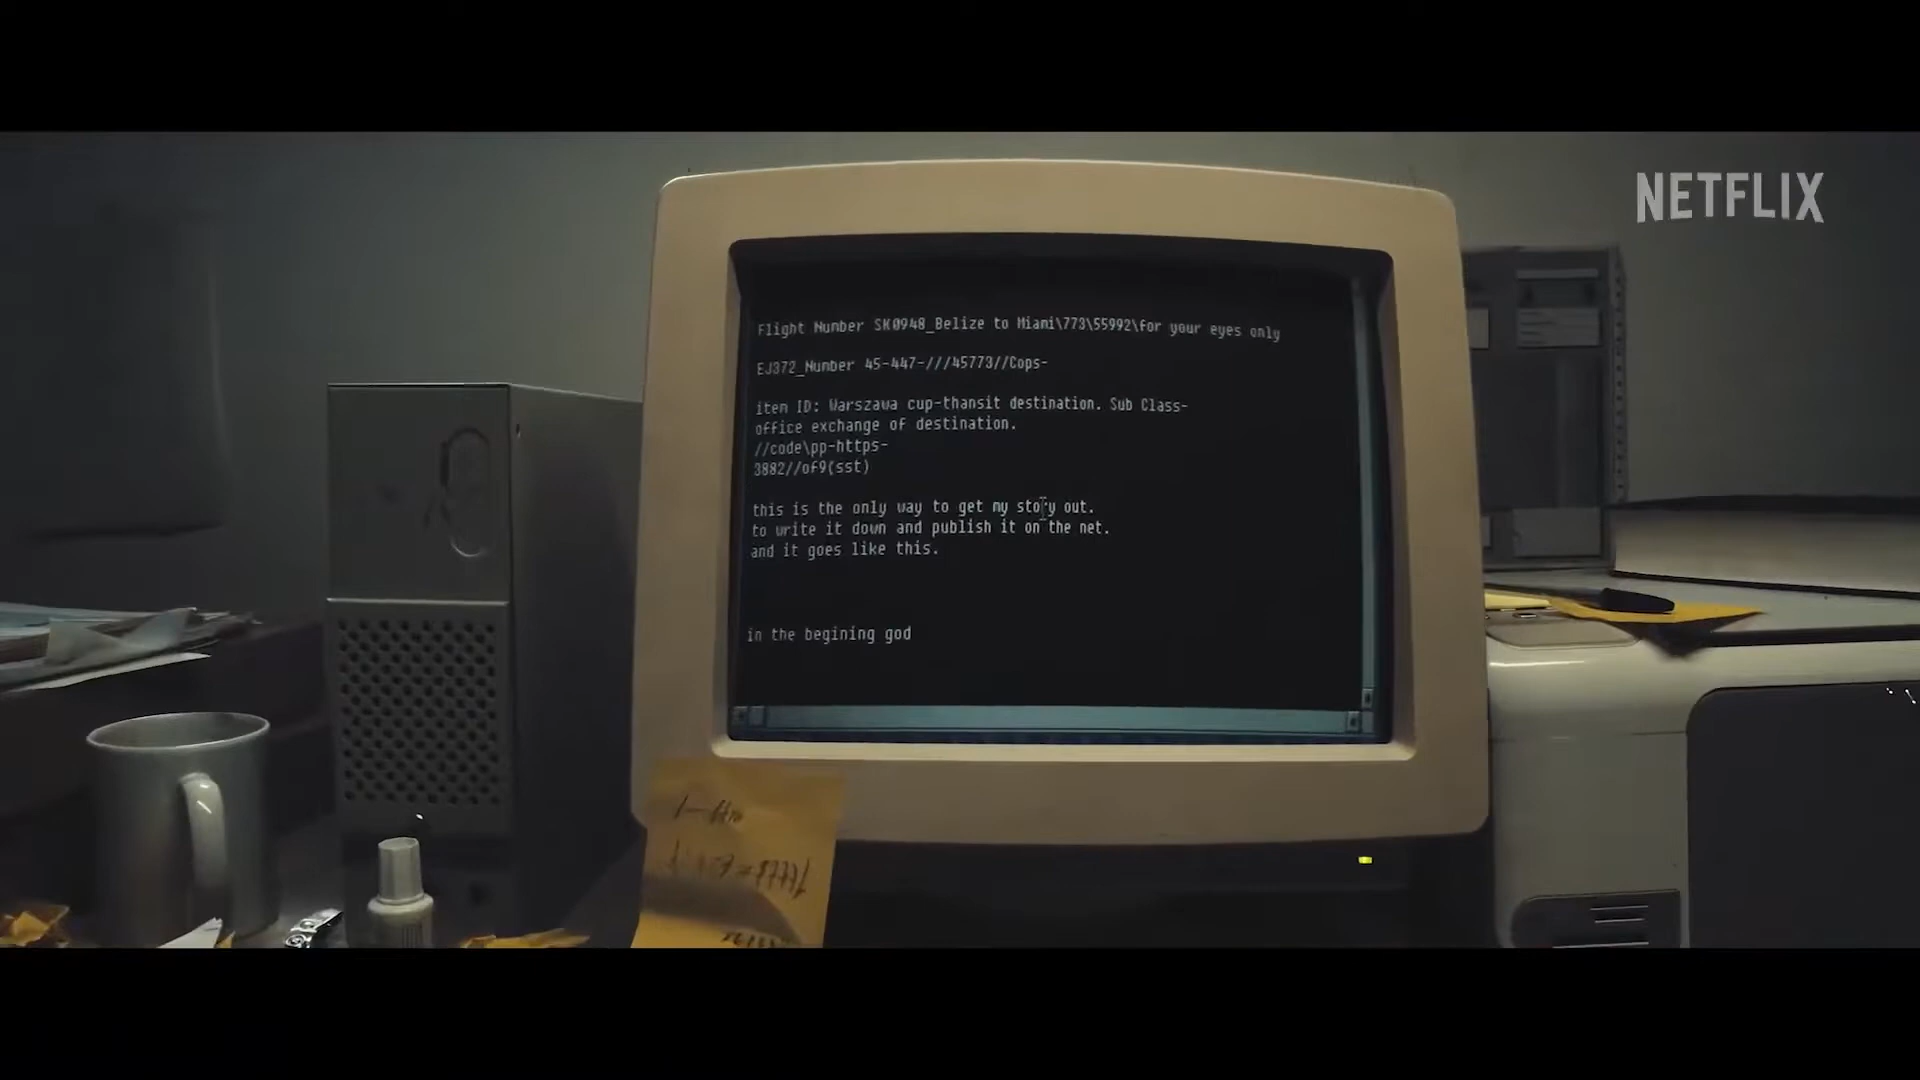 NETFLIX
Flight Number SK0948_Belize to Miami\773\55992\for your eyes only
EJ372_Number 45-447-///45773//Cops-
item ID: Warszawa cup-thansit destination. Sub Class-
office exchange of destination.
//code\pp-https-
3882//of9(sst)
this is the only way to get my story out.
to write it down and publish it on the net.
and it goes like this.
in the begining god